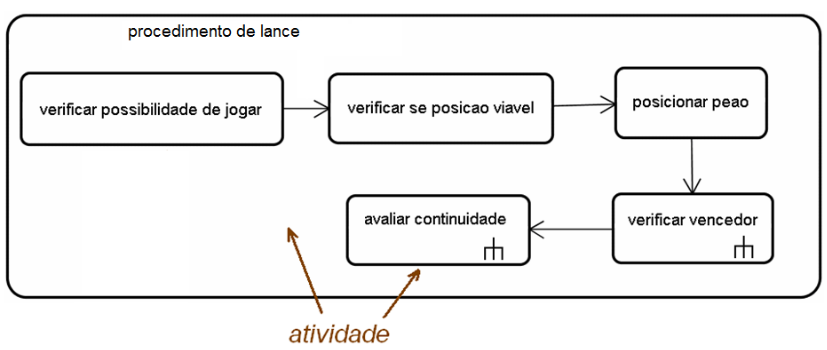 procedimento de lance
verificar possibilidade de jogar
verificar se posicao viavel
posicionar peao
avaliar continuidade
verificar vencedor
atividade